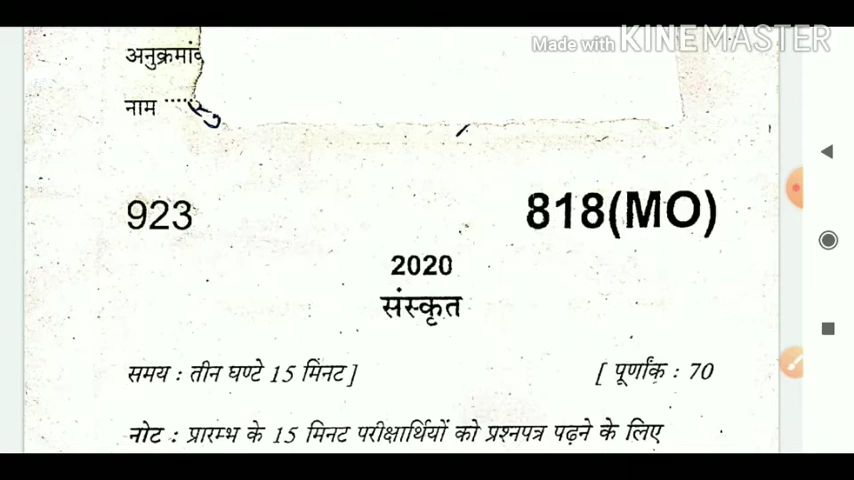 Made with KINEMASTER
अनुक्रमांक
नाम ....
923
818(MO)
2020
संस्कृत
समय : तीन घण्टे 15 मिनट]
[ पूर्णांक : 70
नोट : प्रारम्भ के 15 मिनट परीक्षार्थियों को प्रश्नपत्र पढ़ने के लिए